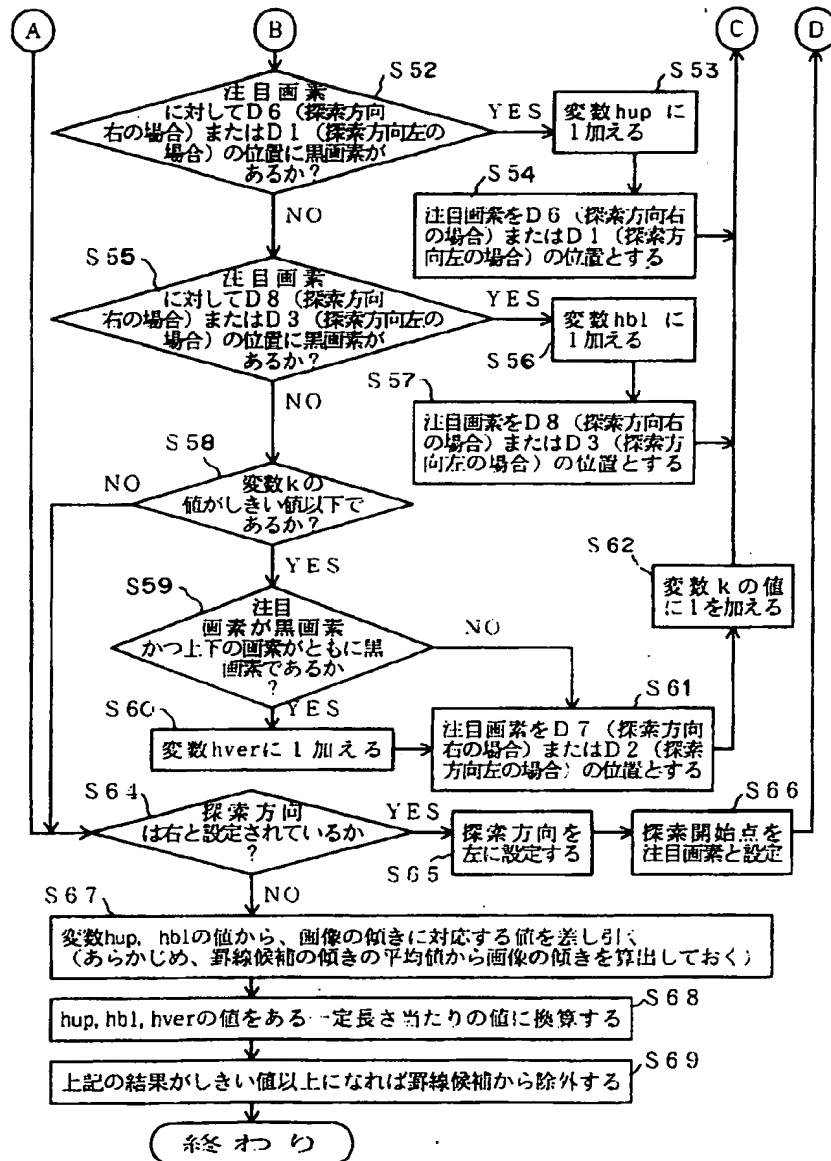 A
B
C
D
S52
注目画素
に対してD6（探索方向
右の場合）またはD1（探索方向左の
場合）の位置に黒画素が
あるか？
YES
S53
変数hup に
1加える
S54
注目画素をD6（探索方向右
の場合）またはD1（探索方
向左の場合）の位置とする
NO
S55
注目画素
に対してD8（探索方向
右の場合）またはD3（探索方向左の
場合）の位置に黒画素が
あるか？
YES
変数hbl に
1加える
S56
S57
注目画素をD8（探索方向右
の場合）またはD3（探索方
向左の場合）の位置とする
NO
S58
変数kの
値がしきい値以下で
あるか？
NO
YES
S59
注目
画素が黒画素
かつ上下の画素がともに黒
画素であるか
？
NO
YES
S60
変数hverに1加える
S61
注目画素をD7（探索方向
右の場合）またはD2（探索
方向左の場合）の位置とする
S62
変数kの値
に1を加える
S64
探索方向
は右と設定されているか
？
YES
探索方向を
左に設定する
S65
S66
探索開始点を
注目画素と設定
NO
S67
変数hup, hblの値から、画像の傾きに対応する値を差し引く
（あらかじめ、罫線候補の傾きの平均値から画像の傾きを算出しておく）
S68
hup,hbl,hverの値をある一定長さ当たりの値に換算する
S69
上記の結果がしきい値以上になれば罫線候補から除外する
終わり